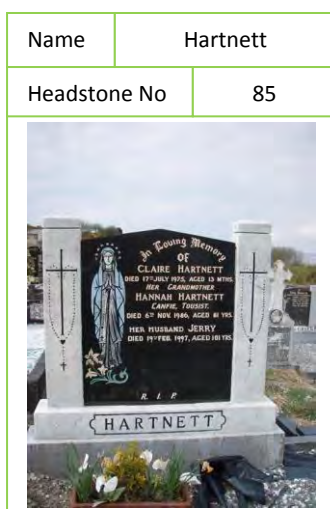 Name Hartnett
Headstone No 85
In Loving Memory
OF
CLAIRE HARTNETT
DIED 17TH JULY 1975, AGED 13 MTHS.
HER GRANDMOTHER
HANNAH HARTNETT
CANFIE, TOUSIST.
DIED 6TH NOV. 1986, AGED 81 YRS.
HER HUSBAND JERRY
DIED 19TH FEB. 1997, AGED 101 YRS.
R. I. P.
HARTNETT